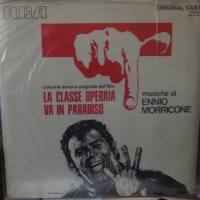 RCA
ORIGINAL CAST
colonna sonora originale del film
LA CLASSE OPERAIA
VA IN PARADISO
musiche di
ENNIO
MORRICONE